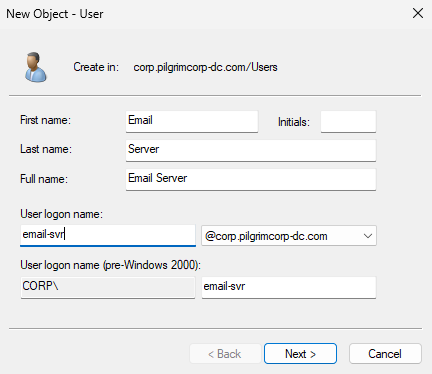 New Object - User
Create in: corp.pilgrimcorp-dc.com/Users
First name: Email Initials:
Last name: Server
Full name: Email Server
User logon name:
email-svr @corp.pilgrimcorp-dc.com
User logon name (pre-Windows 2000):
CORP\ email-svr
< Back Next > Cancel